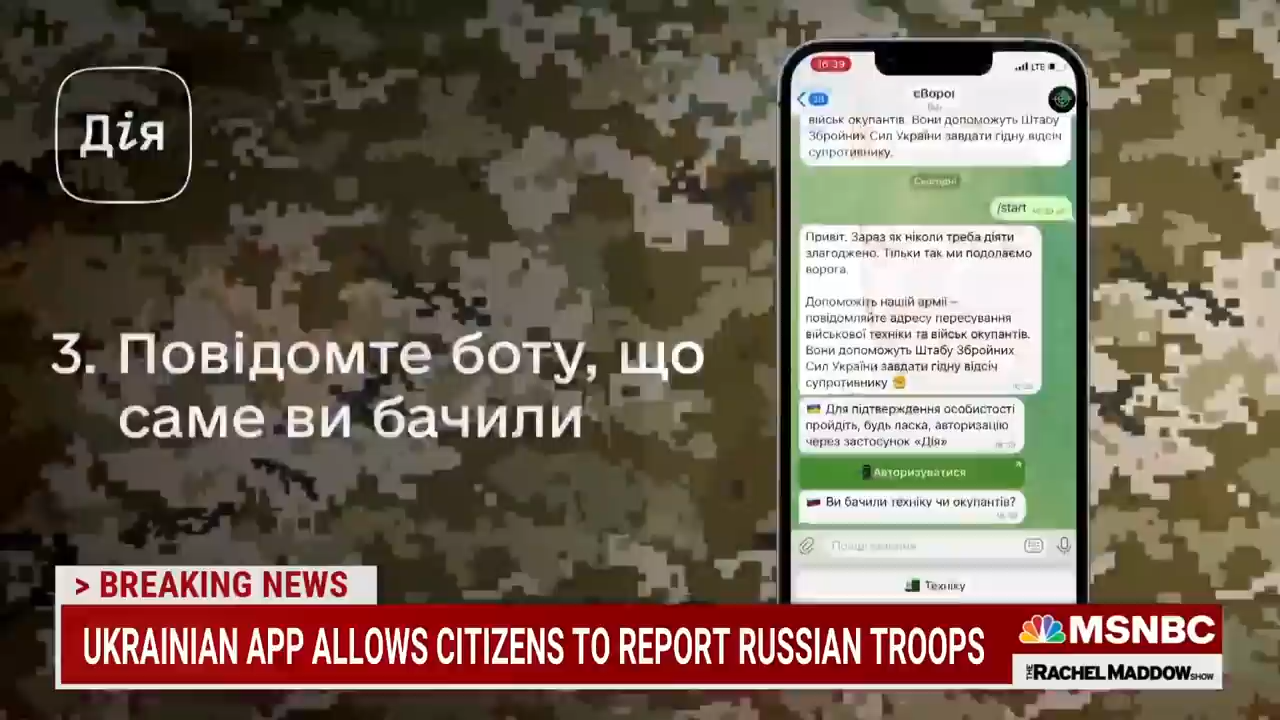 Дія
3. Повідомте боту, що
саме ви бачили
16:39
LTE
єВорог
військ окупантів. Вони допоможуть Штабу
Збройних Сил України завдати гідну відсіч
супротивнику.
Сьогодні
/start
Привіт. Зараз як ніколи треба діяти
злагоджено. Тільки так ми подолаємо
ворога.
Допоможіть нашій армії –
повідомляйте адресу пересування
військової техніки та військ окупантів.
Вони допоможуть Штабу Збройних
Сил України завдати гідну відсіч
супротивнику
Для підтвердження особистості
пройдіть, будь ласка, авторизацію
через застосунок «Дія»
Авторизуватися
Ви бачили техніку чи окупантів?
Техніку
> BREAKING NEWS
UKRAINIAN APP ALLOWS CITIZENS TO REPORT RUSSIAN TROOPS
MSNBC
THE RACHEL MADDOW SHOW